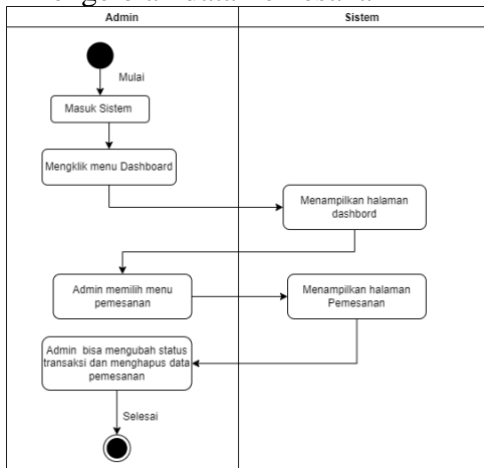 Admin
Sistem
Mulai
Masuk Sistem
Mengklik menu Dashboard
Menampilkan halaman
dashbord
Admin memilih menu
pemesanan
Menampilkan halaman
Pemesanan
Admin bisa mengubah status
transaksi dan menghapus data
pemesanan
Selesai